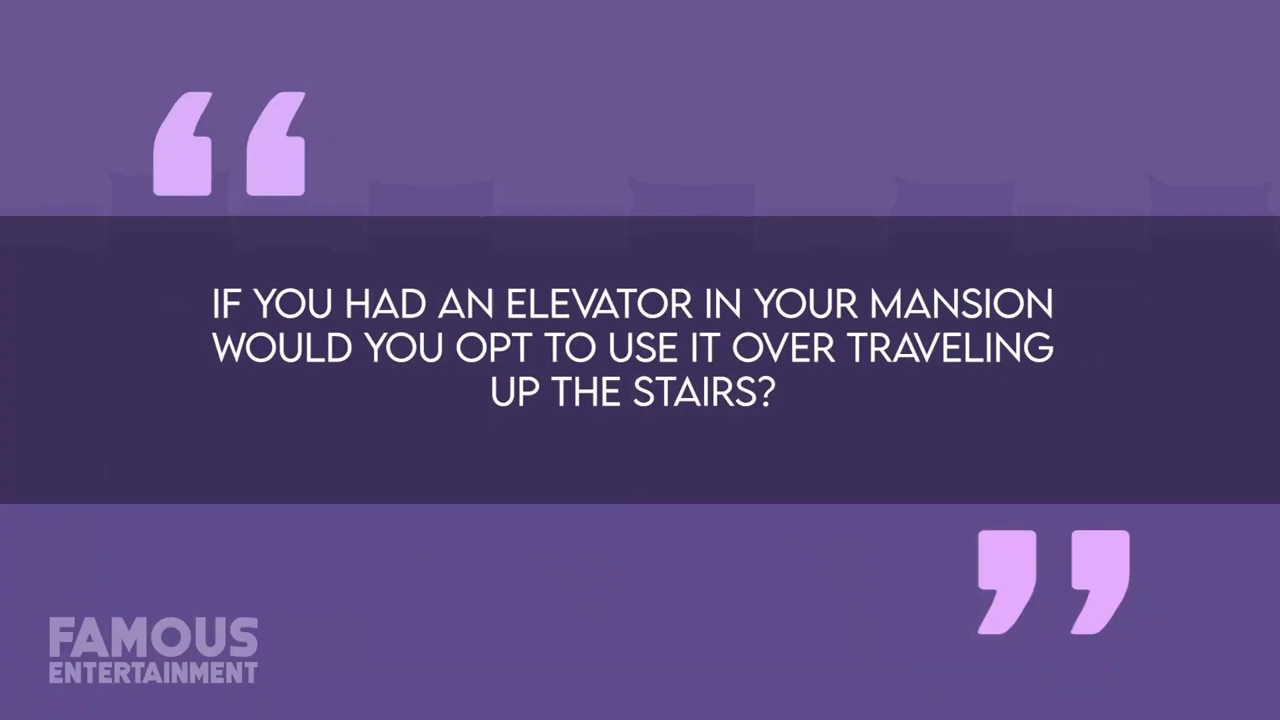 IF YOU HAD AN ELEVATOR IN YOUR MANSION
WOULD YOU OPT TO USE IT OVER TRAVELING
UP THE STAIRS?
FAMOUS
ENTERTAINMENT